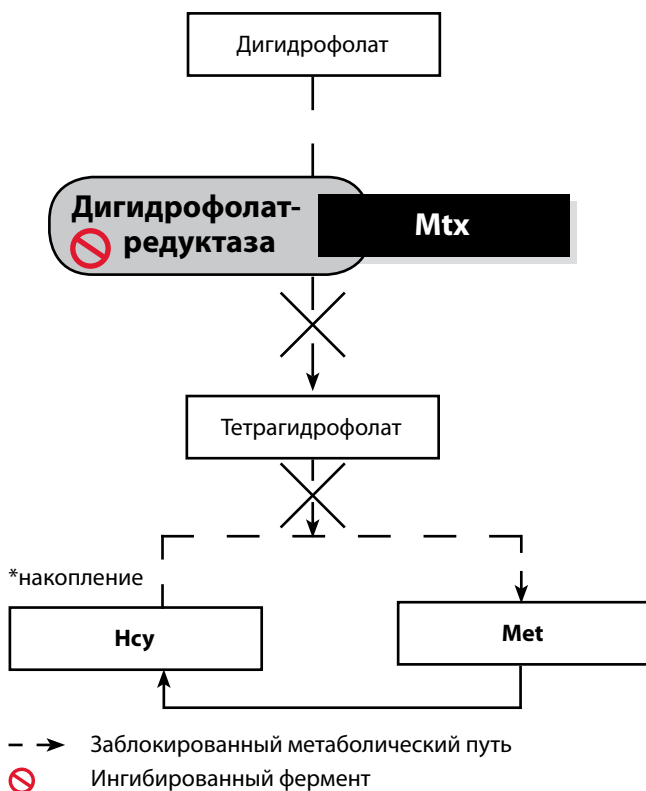 Дигидрофолат
Дигидрофолат-
редуктаза
Mtx
Тетрагидрофолат
*накопление
Hcy
Met
Заблокированный метаболический путь
Ингибированный фермент